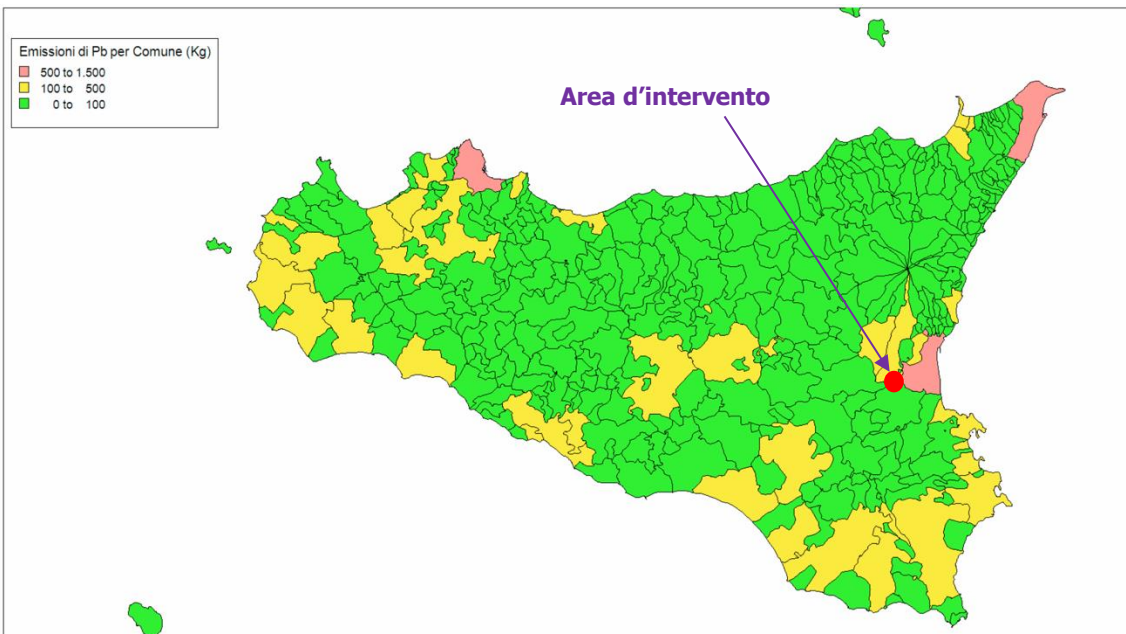 Emissioni di Pb per Comune (Kg)
500 to 1.500
100 to 500
0 to 100
Area d'intervento